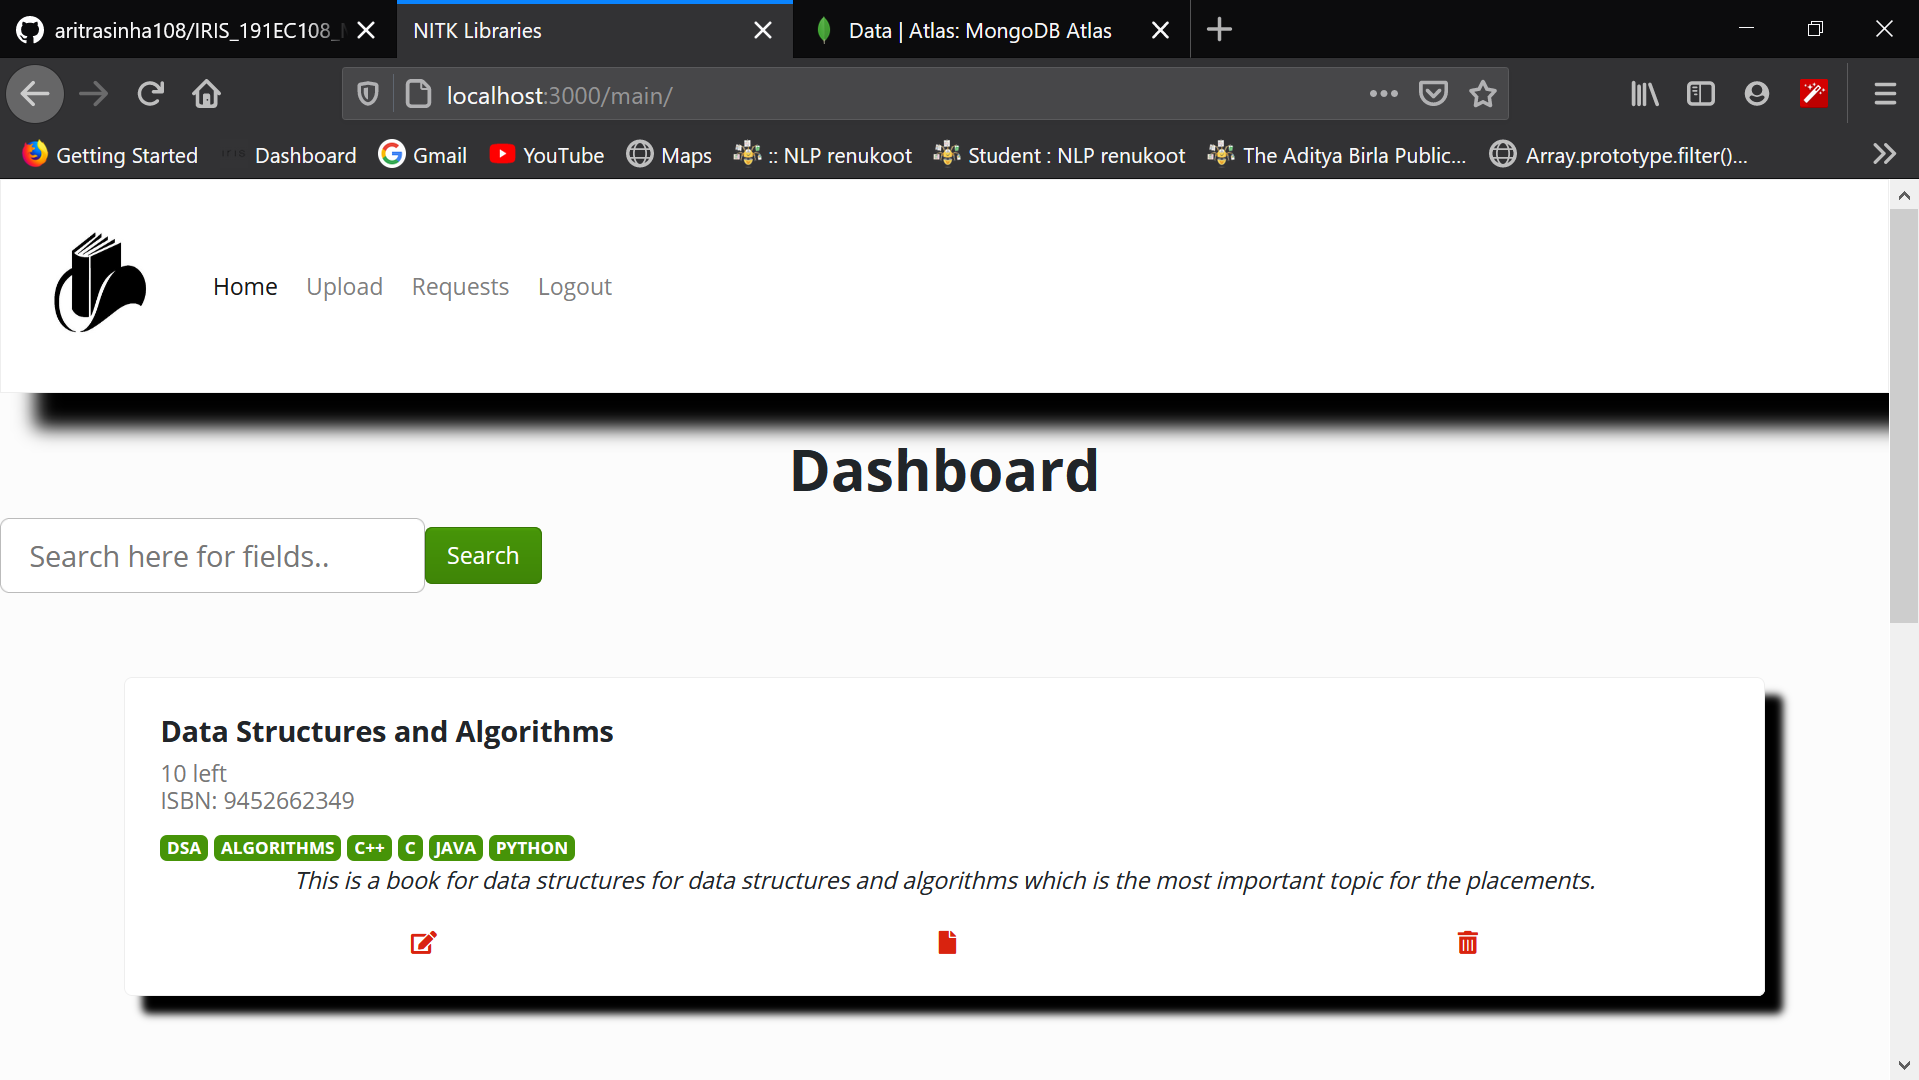 aritrasinha108/IRIS_191EC108_
NITK Libraries
Data | Atlas: MongoDB Atlas
localhost:3000/main/
Getting Started
Dashboard
Gmail
YouTube
Maps
:: NLP renukoot
Student : NLP renukoot
The Aditya Birla Public...
Array.prototype.filter()...
Home Upload Requests Logout
Dashboard
Search here for fields..
Search
Data Structures and Algorithms
10 left
ISBN: 9452662349
DSA ALGORITHMS C++ C JAVA PYTHON
This is a book for data structures for data structures and algorithms which is the most important topic for the placements.